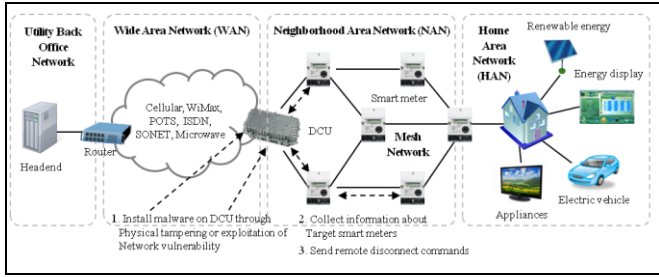 Utility Back
Office
Network
Wide Area Network (WAN)
Neighborhood Area Network (NAN)
Home
Area
Network
(HAN)
Renewable energy
Energy display
Cellular, WiMax,
POTS, ISDN,
SONET, Microwave
Smart meter
DCU
Mesh
Network
Router
Headend
Appliances
Electric vehicle
1. Install malware on DCU through
Physical tampering or exploitation of
Network vulnerability
2. Collect information about
Target smart meters
3. Send remote disconnect commands